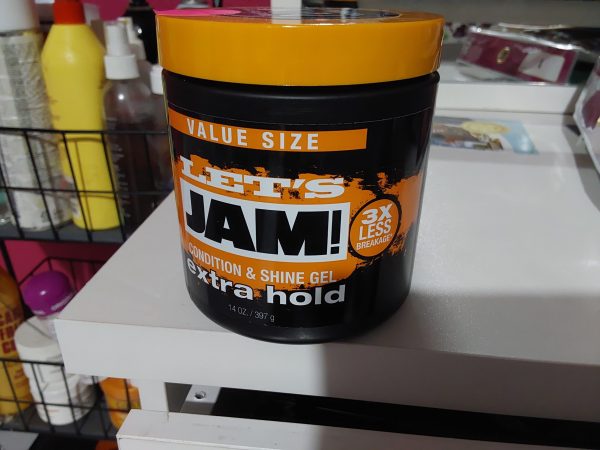 VALUE SIZE
LET'S
JAM!
3X
LESS
BREAKAGE
CONDITION & SHINE GEL
extra hold
14 OZ. / 397 g